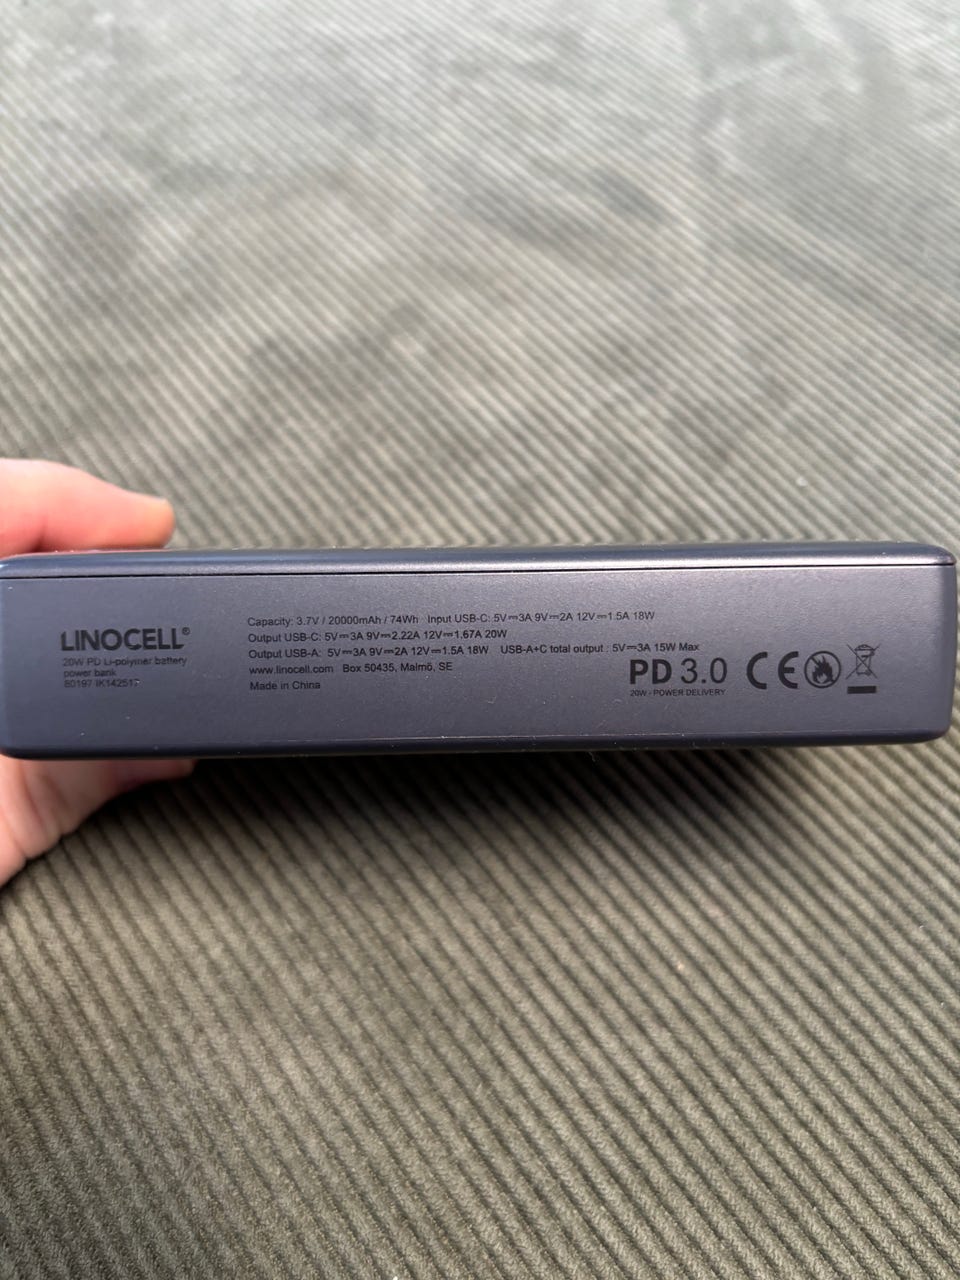 LINOCELL®
20W PD Li-polymer battery
power bank
80197 IK142517
Capacity: 3.7V / 20000mAh / 74Wh Input USB-C: 5V⎓3A 9V⎓2A 12V⎓1.5A 18W
Output USB-C: 5V⎓3A 9V⎓2.22A 12V⎓1.67A 20W
Output USB-A: 5V⎓3A 9V⎓2A 12V⎓1.5A 18W USB-A+C total output : 5V⎓3A 15W Max
www.linocell.com Box 50435, Malmö, SE
Made in China
PD 3.0
20W - POWER DELIVERY
CE